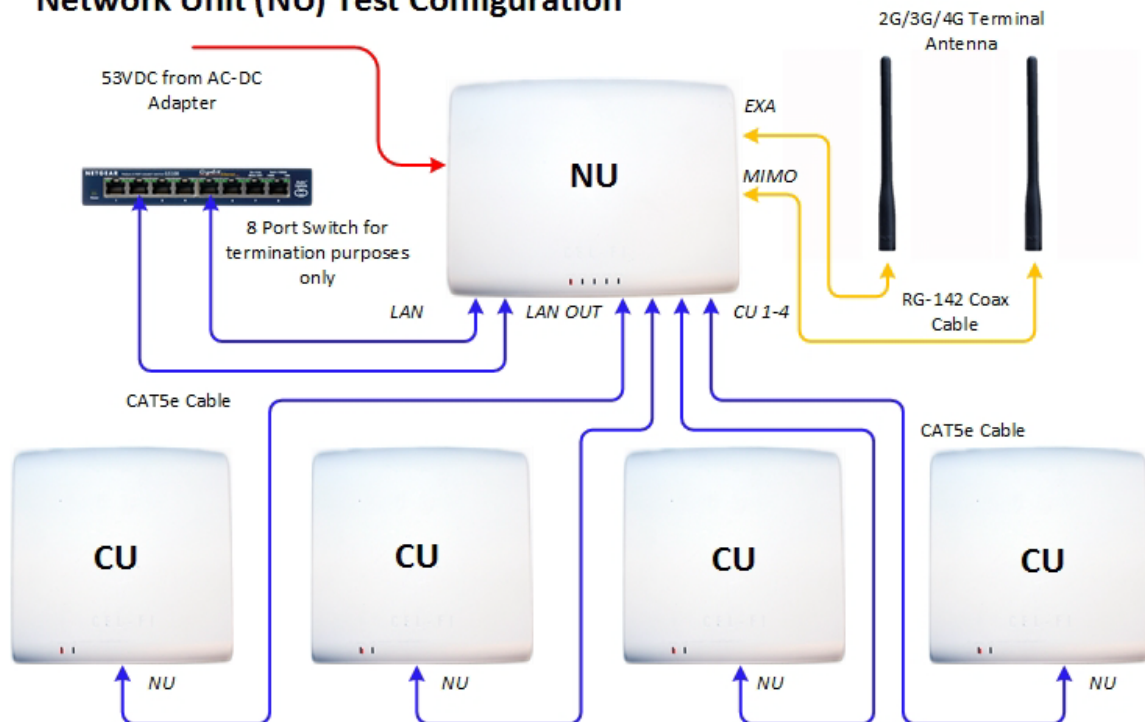 Network Unit (NU) Test Configuration
2G/3G/4G Terminal
Antenna
53VDC from AC-DC
Adapter
EXA
NU
MIMO
NETGEAR
8 Port Switch for
termination purposes
only
LAN
LAN OUT
CU 1-4
RG-142 Coax
Cable
CAT5e Cable
CAT5e Cable
CU
CU
CU
CU
NU
NU
NU
NU